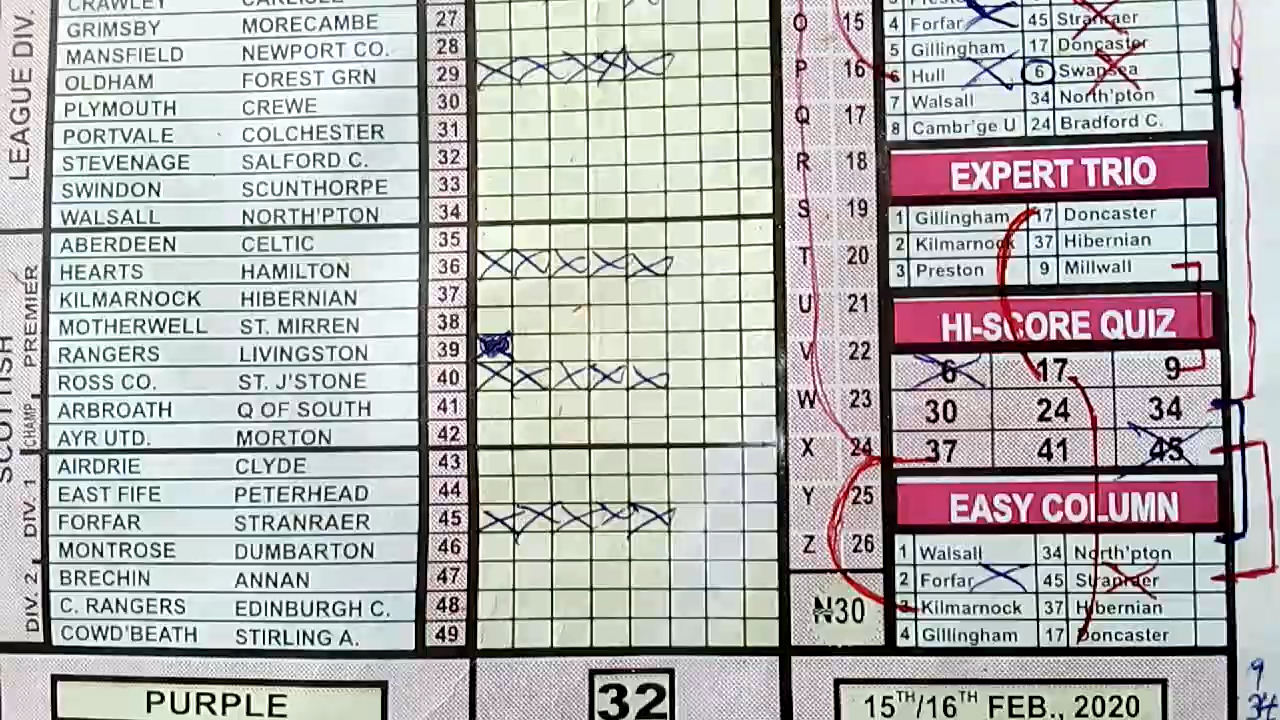 LEAGUE DIV.
CRAWLEY CARLISLE
GRIMSBY MORECAMBE 27
MANSFIELD NEWPORT CO. 28
OLDHAM FOREST GRN 29
PLYMOUTH CREWE 30
PORTVALE COLCHESTER 31
STEVENAGE SALFORD C. 32
SWINDON SCUNTHORPE 33
WALSALL NORTH'PTON 34
SCOTTISH
PREMIER
ABERDEEN CELTIC 35
HEARTS HAMILTON 36
KILMARNOCK HIBERNIAN 37
MOTHERWELL ST. MIRREN 38
RANGERS LIVINGSTON 39
ROSS CO. ST. J'STONE 40
CHAMP.
ARBROATH Q OF SOUTH 41
AYR UTD. MORTON 42
DIV. 1
AIRDRIE CLYDE 43
EAST FIFE PETERHEAD 44
FORFAR STRANRAER 45
MONTROSE DUMBARTON 46
DIV. 2
BRECHIN ANNAN 47
C. RANGERS EDINBURGH C. 48
COWD'BEATH STIRLING A. 49
O 15
P 16
Q 17
R 18
S 19
T 20
U 21
V 22
W 23
X 24
Y 25
Z 26
N30
4 Forfar 45 Stranraer
5 Gillingham 17 Doncaster
6 Hull 6 Swansea
7 Walsall 34 North'pton
8 Cambr'ge U 24 Bradford C.
EXPERT TRIO
1 Gillingham 17 Doncaster
2 Kilmarnock 37 Hibernian
3 Preston 9 Millwall
HI-SCORE QUIZ
6 17 9
30 24 34
37 41 45
EASY COLUMN
1 Walsall 34 North'pton
2 Forfar 45 Stranraer
3 Kilmarnock 37 Hibernian
4 Gillingham 17 Doncaster
PURPLE
32
15TH/16TH FEB., 2020
9
34